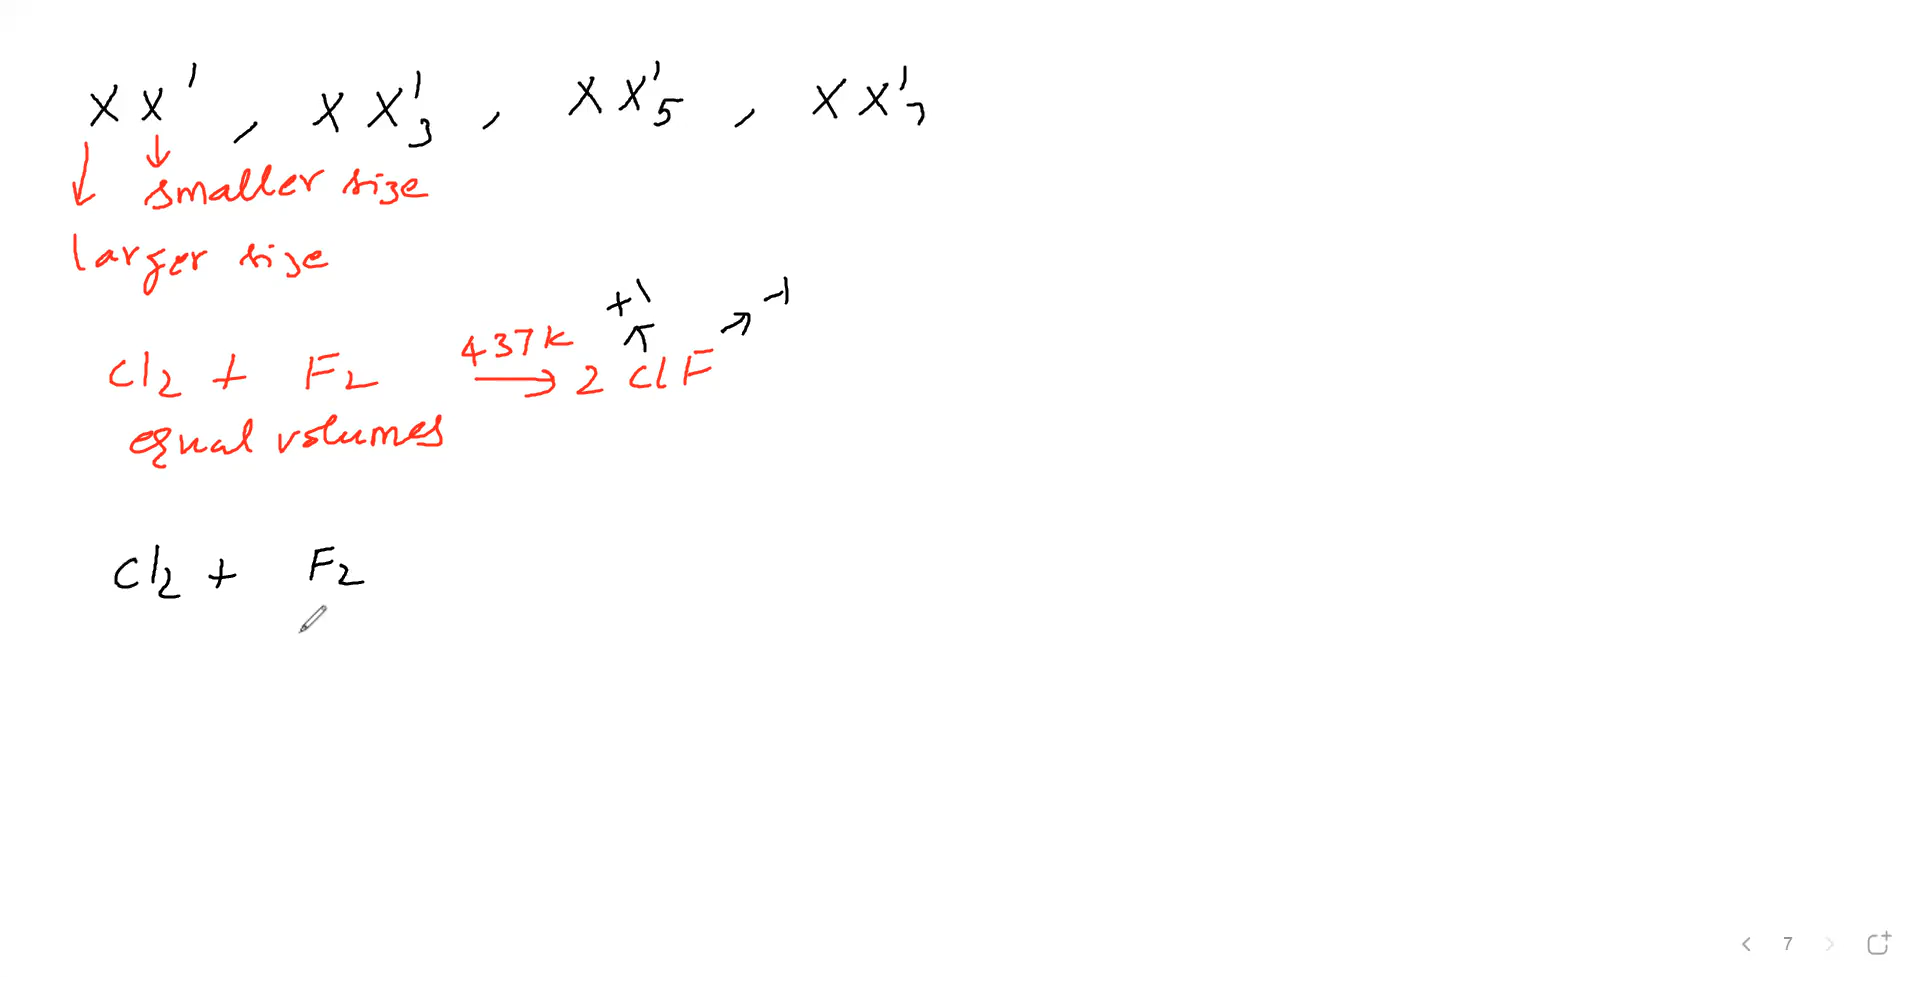 XX' , XX'₃ , XX'₅ , XX'₇
smaller size
larger size
+1 -1
Cl₂ + F₂ 437K → 2 ClF
equal volumes
Cl₂ + F₂
7